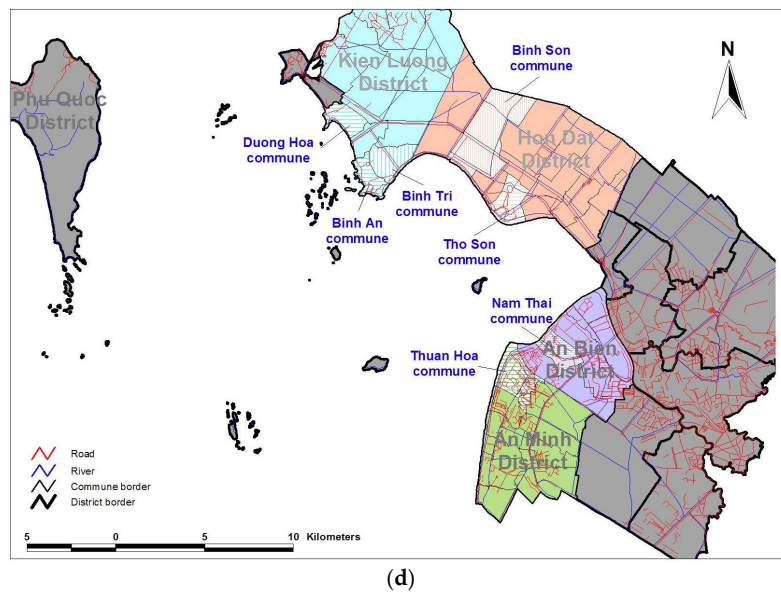 Binh Son
commune
N
Kien Luong
District
Phu Quoc
District
Hon Dat
District
Duong Hoa
commune
Binh Tri
commune
Binh An
commune
Tho Son
commune
Nam Thai
commune
An Bien
District
Thuan Hoa
commune
An Minh
District
Road
River
Commune border
District border
5 0 5 10 Kilometers
(d)